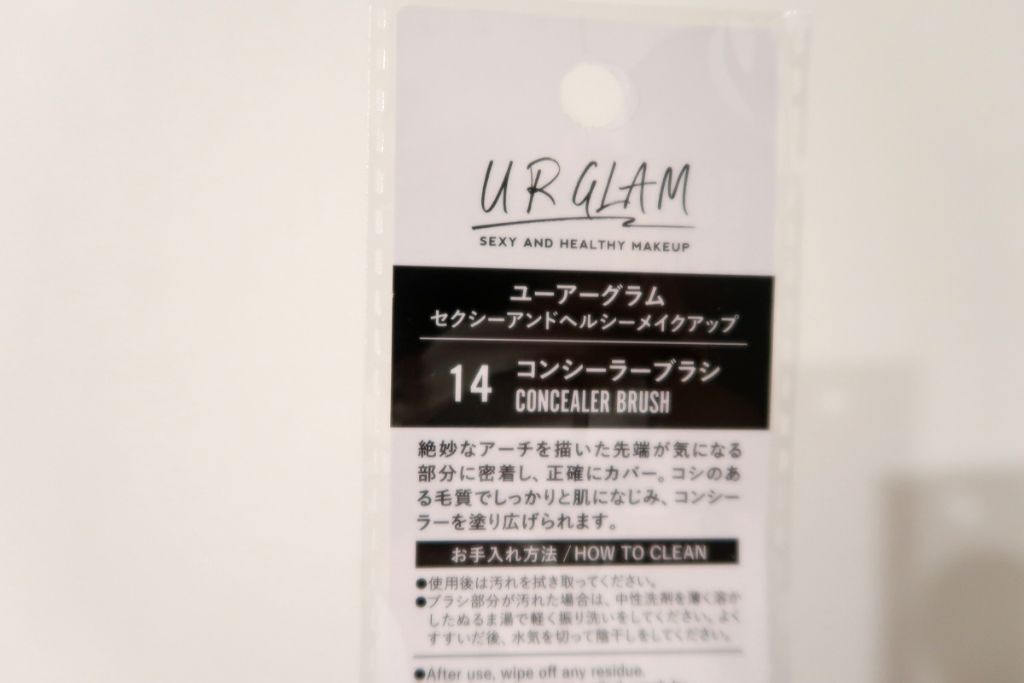 UR GLAM
SEXY AND HEALTHY MAKEUP
ユーアーグラム
セクシーアンドヘルシーメイクアップ
14 コンシーラーブラシ
CONCEALER BRUSH
絶妙なアーチを描いた先端が気になる
部分に密着し、正確にカバー。コシのあ
る毛質でしっかりと肌になじみ、コンシー
ラーを塗り広げられます。
お手入れ方法 / HOW TO CLEAN
●使用後は汚れを拭き取ってください。
●ブラシ部分が汚れた場合は、中性洗剤を薄く溶か
したぬるま湯で軽く振り洗いをしてください。よく
すすいだ後、水気を切って陰干しをしてください。
●After use, wipe off any residue.